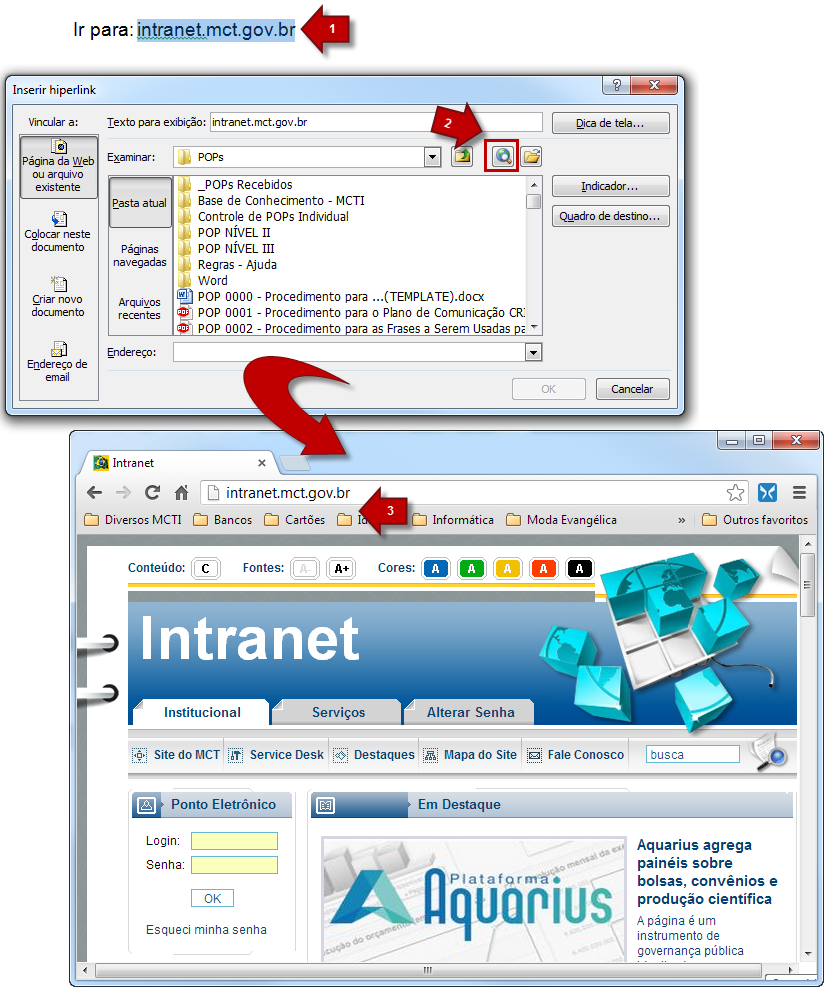 Ir para: intranet.mct.gov.br
1
Inserir hiperlink
?
Vincular a:
Texto para exibição: intranet.mct.gov.br
Dica de tela...
2
Página da Web
ou arquivo
existente
Examinar: POPs
Pasta atual
_POPs Recebidos
Base de Conhecimento - MCTI
Controle de POPs Individual
POP NÍVEL II
POP NÍVEL III
Regras - Ajuda
Word
POP 0000 - Procedimento para ...(TEMPLATE).docx
POP 0001 - Procedimento para o Plano de Comunicação CRI
POP 0002 - Procedimento para as Frases a Serem Usadas pa
Indicador...
Quadro de destino...
Colocar neste
documento
Páginas
navegadas
Criar novo
documento
Arquivos
recentes
Endereço de
email
Endereço:
OK
Cancelar
Intranet
intranet.mct.gov.br
3
Diversos MCTI Bancos Cartões Informática Moda Evangélica » Outros favoritos
Conteúdo: C Fontes: A- A+ Cores: A A A A A
Intranet
Institucional Serviços Alterar Senha
Site do MCT Service Desk Destaques Mapa do Site Fale Conosco busca
Ponto Eletrônico
Login:
Senha:
OK
Esqueci minha senha
Em Destaque
Plataforma
Aquarius
Aquarius agrega
painéis sobre
bolsas, convênios e
produção científica
A página é um
instrumento de
governança pública